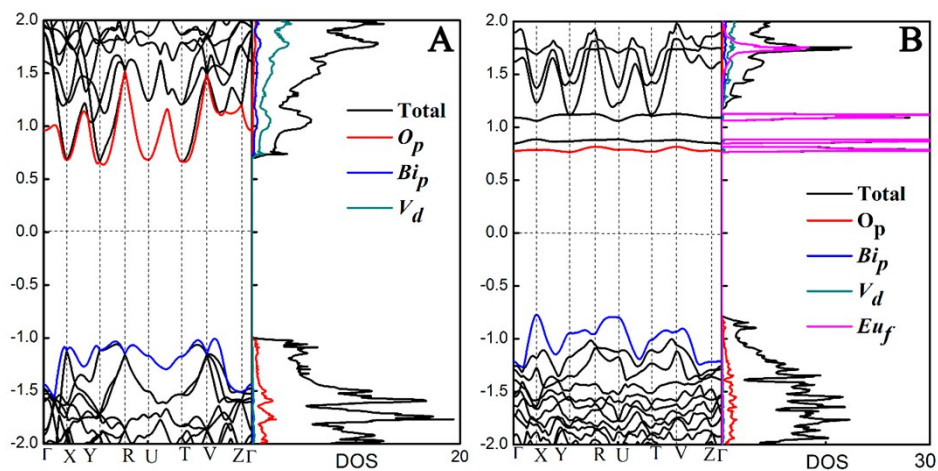 A
2.0
1.5
1.0
0.5
0.0
-0.5
-1.0
-1.5
-2.0
Total
Op
Bip
Vd
Γ X Y R U T V Z Γ
DOS
20
B
2.0
1.5
1.0
0.5
0.0
-0.5
-1.0
-1.5
-2.0
Total
Op
Bip
Vd
Euf
Γ X Y R U T V Z Γ
DOS
30